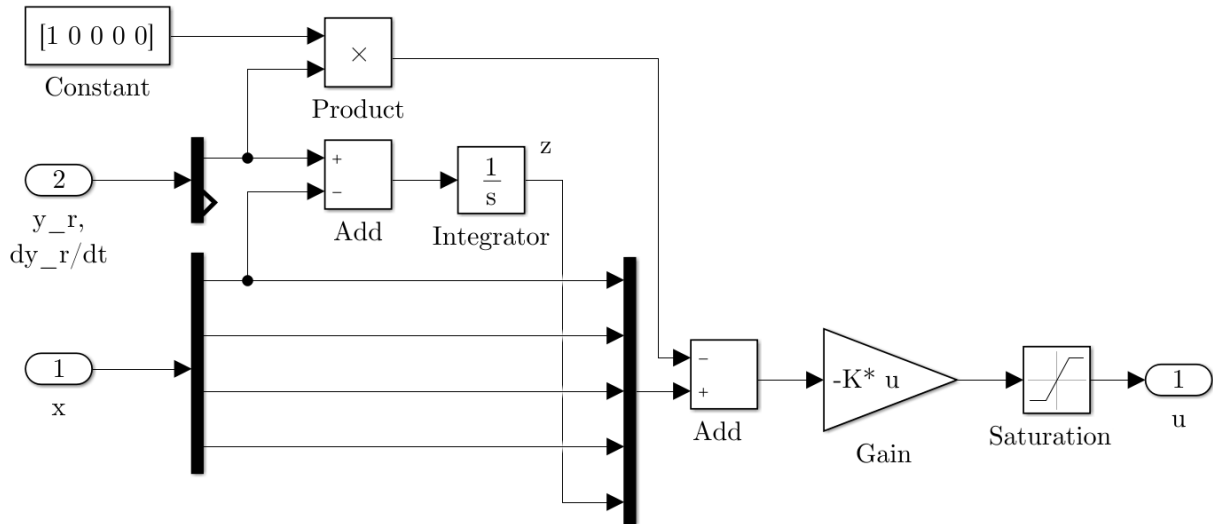 [1 0 0 0 0]
×
Constant
Product
z
+
−
1
s
2
Add
Integrator
y_r,
dy_r/dt
−
+
1
-K* u
1
x
Add
Saturation
u
Gain